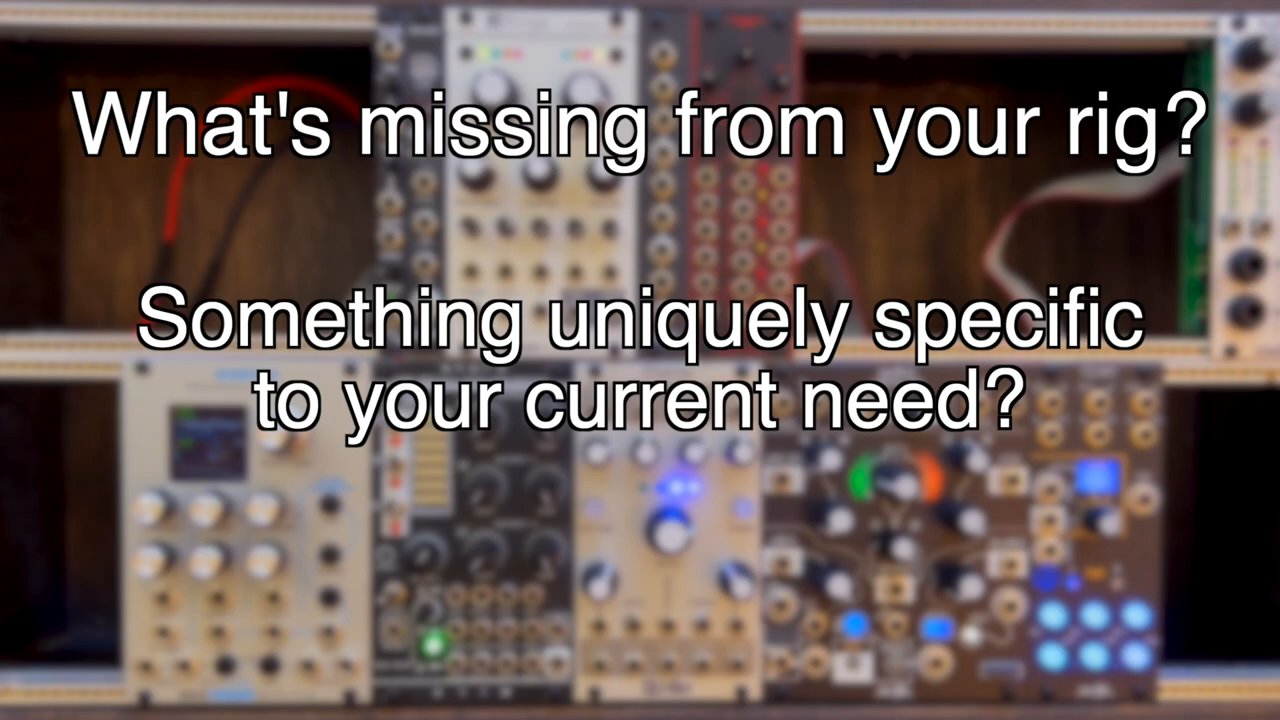 What's missing from your rig?
Something uniquely specific
to your current need?